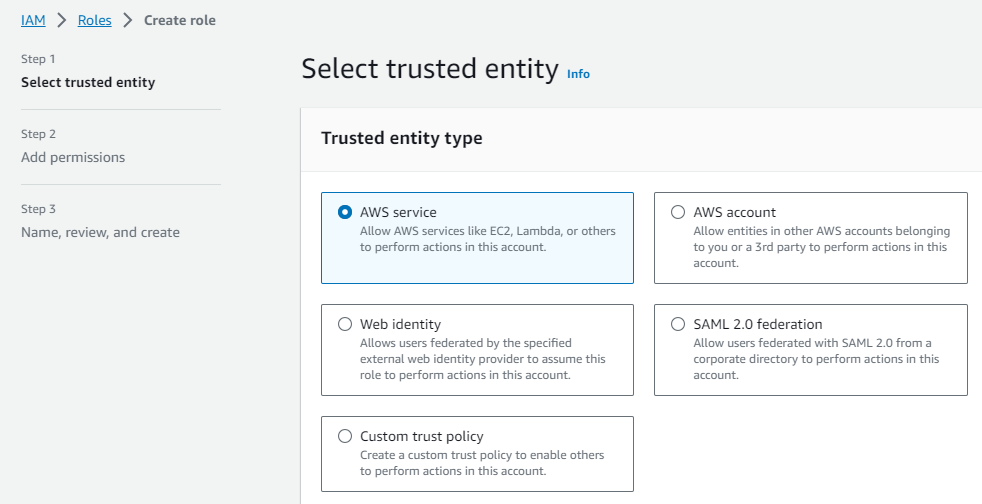 IAM > Roles > Create role
Step 1
Select trusted entity
Step 2
Add permissions
Step 3
Name, review, and create
Select trusted entity Info
Trusted entity type
AWS service
Allow AWS services like EC2, Lambda, or others
to perform actions in this account.
AWS account
Allow entities in other AWS accounts belonging
to you or a 3rd party to perform actions in this
account.
Web identity
Allows users federated by the specified
external web identity provider to assume this
role to perform actions in this account.
SAML 2.0 federation
Allow users federated with SAML 2.0 from a
corporate directory to perform actions in this
account.
Custom trust policy
Create a custom trust policy to enable others
to perform actions in this account.